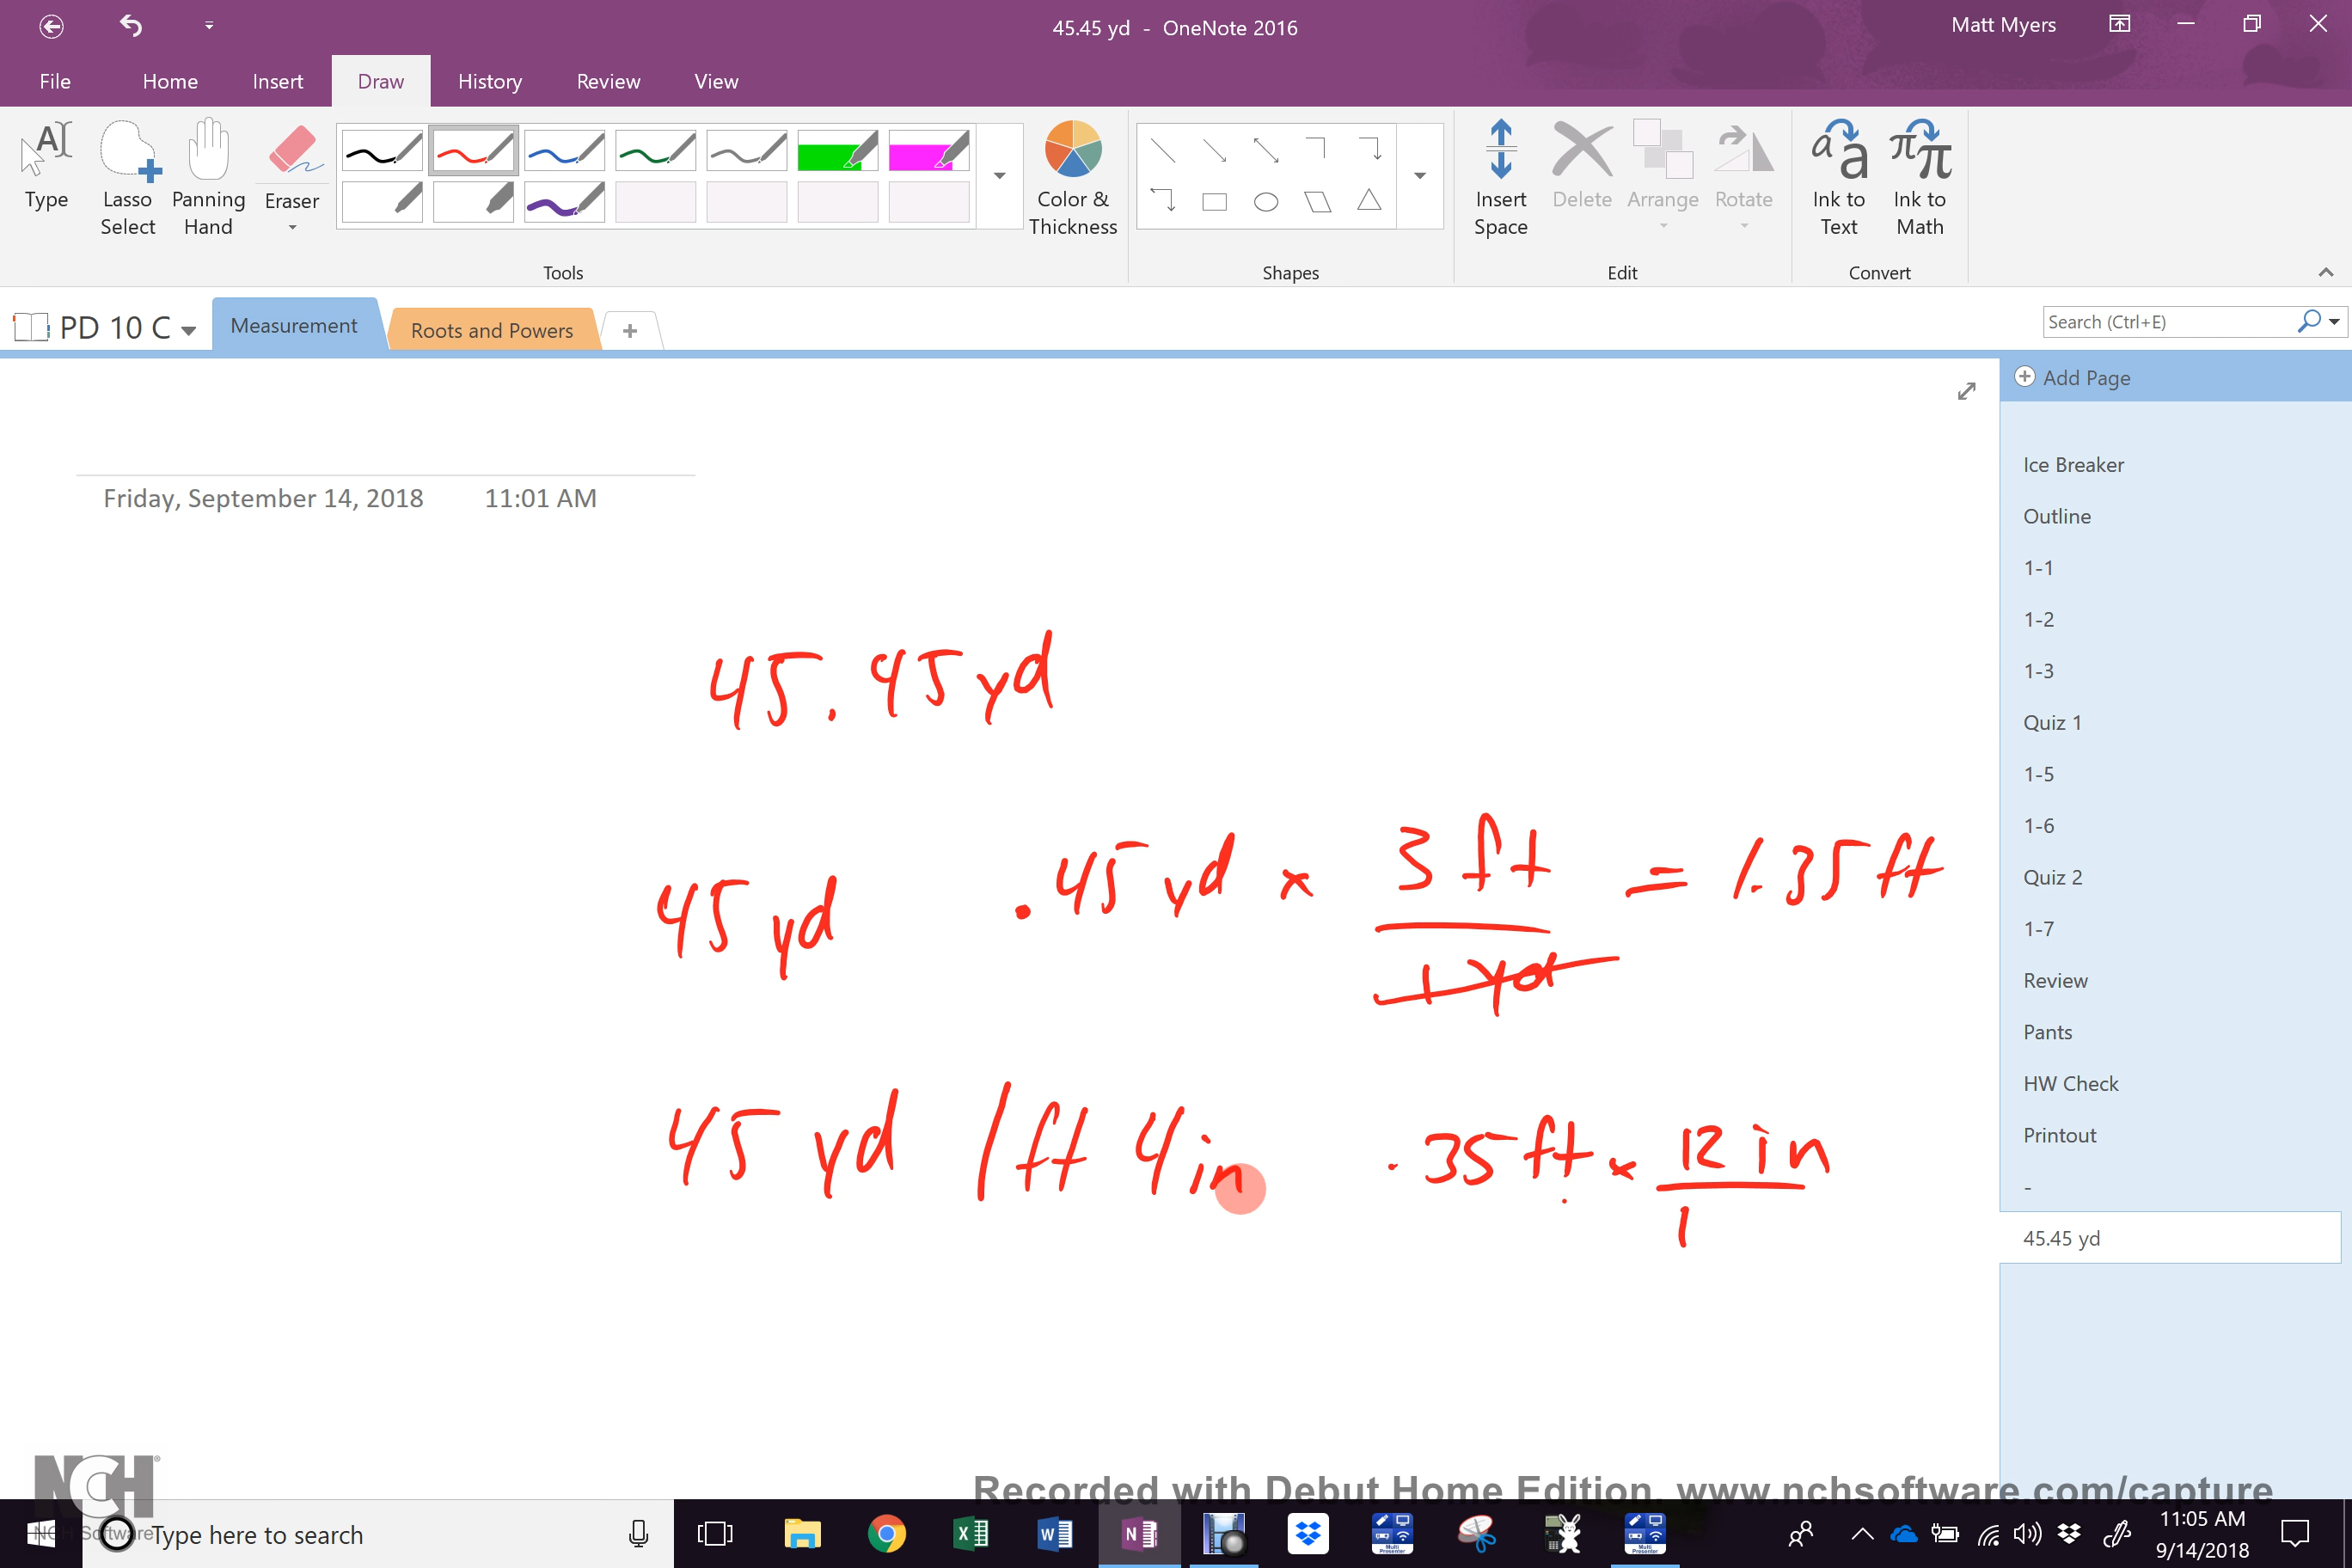 45.45 yd - OneNote 2016
Matt Myers
File Home Insert Draw History Review View
Type
Lasso Select
Panning Hand
Eraser
Color & Thickness
Insert Space
Delete
Arrange
Rotate
Ink to Text
Ink to Math
Tools
Shapes
Edit
Convert
PD 10 C
Measurement
Roots and Powers
Search (Ctrl+E)
Add Page
Friday, September 14, 2018 11:01 AM
45.45 yd
45 yd .45 yd x 3 ft = 1.35 ft
1 yd
45 yd 1 ft 4 in .35 ft x 12 in
1
Ice Breaker
Outline
1-1
1-2
1-3
Quiz 1
1-5
1-6
Quiz 2
1-7
Review
Pants
HW Check
Printout
-
45.45 yd
NCH®
NCH Software
Recorded with Debut Home Edition. www.nchsoftware.com/capture
Type here to search
11:05 AM
9/14/2018